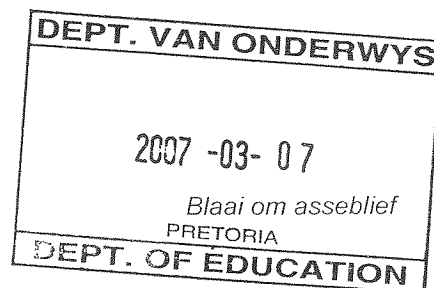 DEPT. VAN ONDERWYS
2007 -03- 07
Blaai om asseblief
PRETORIA
DEPT. OF EDUCATION